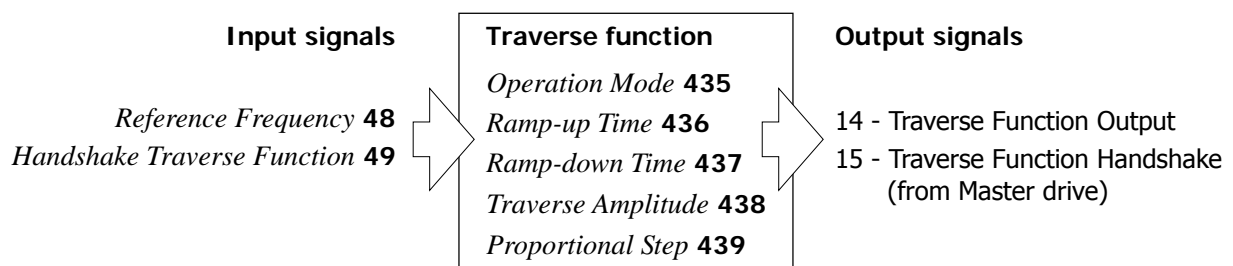 Input signals
Reference Frequency 48
Handshake Traverse Function 49
Traverse function
Operation Mode 435
Ramp-up Time 436
Ramp-down Time 437
Traverse Amplitude 438
Proportional Step 439
Output signals
14 - Traverse Function Output
15 - Traverse Function Handshake
(from Master drive)